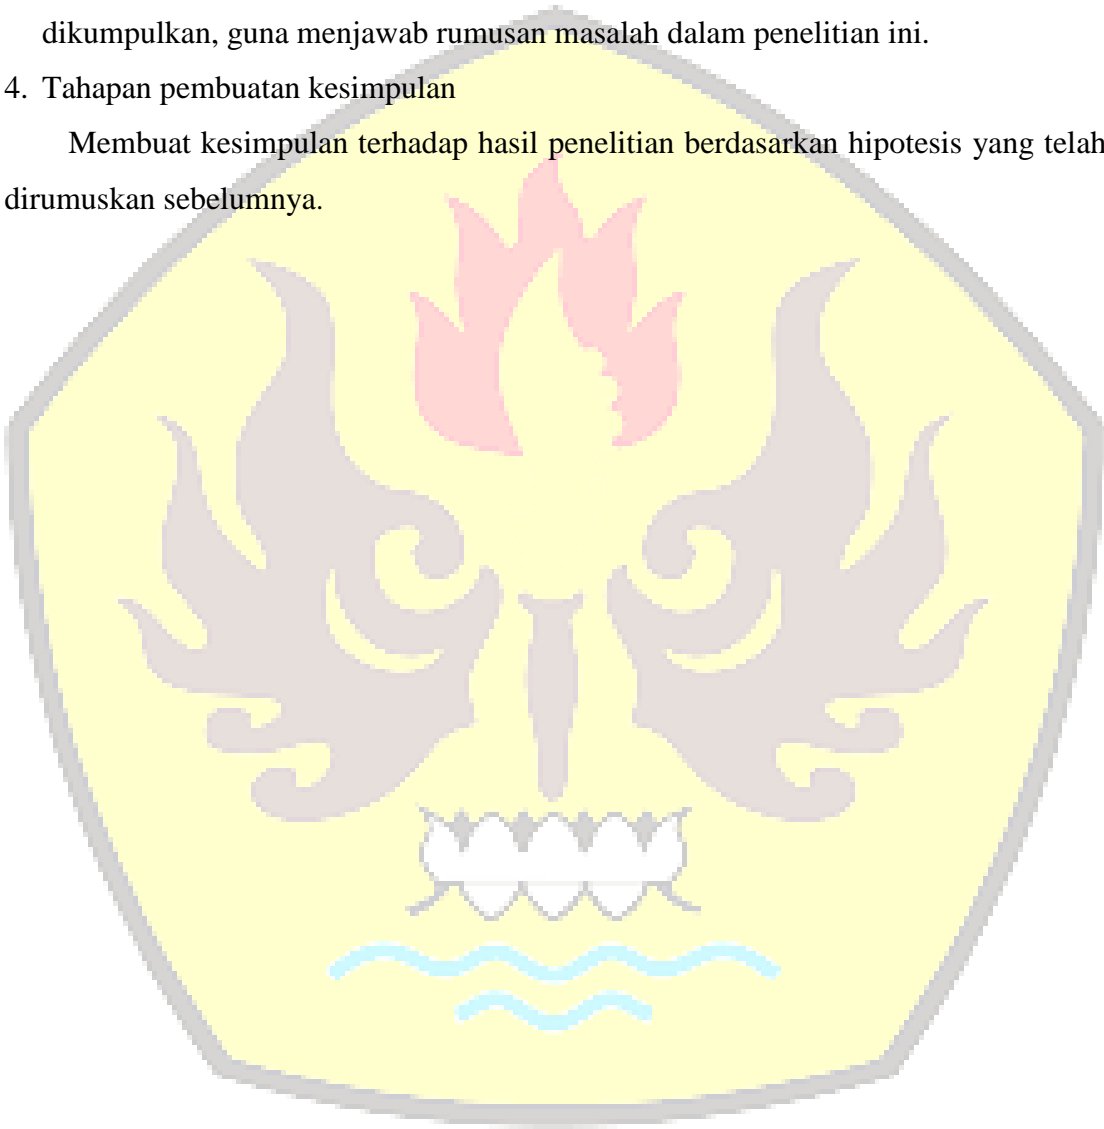 dikumpulkan, guna menjawab rumusan masalah dalam penelitian ini.
4. Tahapan pembuatan kesimpulan
Membuat kesimpulan terhadap hasil penelitian berdasarkan hipotesis yang telah
dirumuskan sebelumnya.